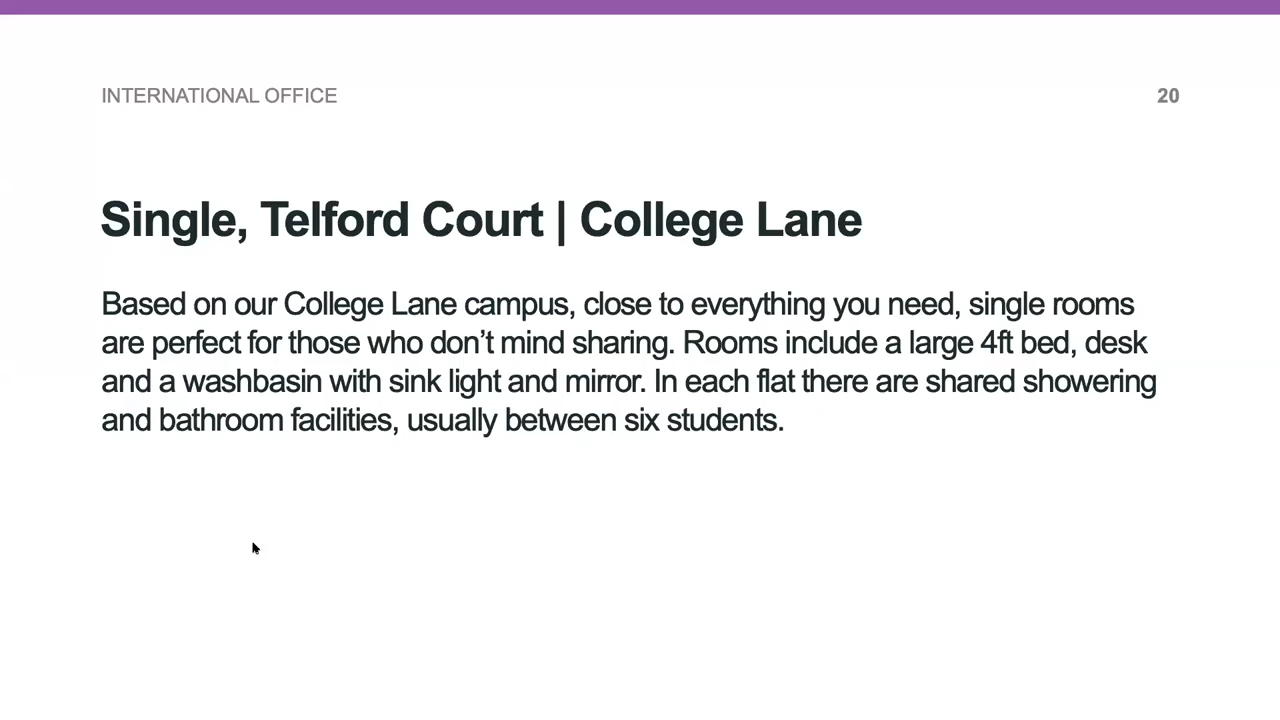 INTERNATIONAL OFFICE
20
Single, Telford Court | College Lane
Based on our College Lane campus, close to everything you need, single rooms
are perfect for those who don’t mind sharing. Rooms include a large 4ft bed, desk
and a washbasin with sink light and mirror. In each flat there are shared showering
and bathroom facilities, usually between six students.